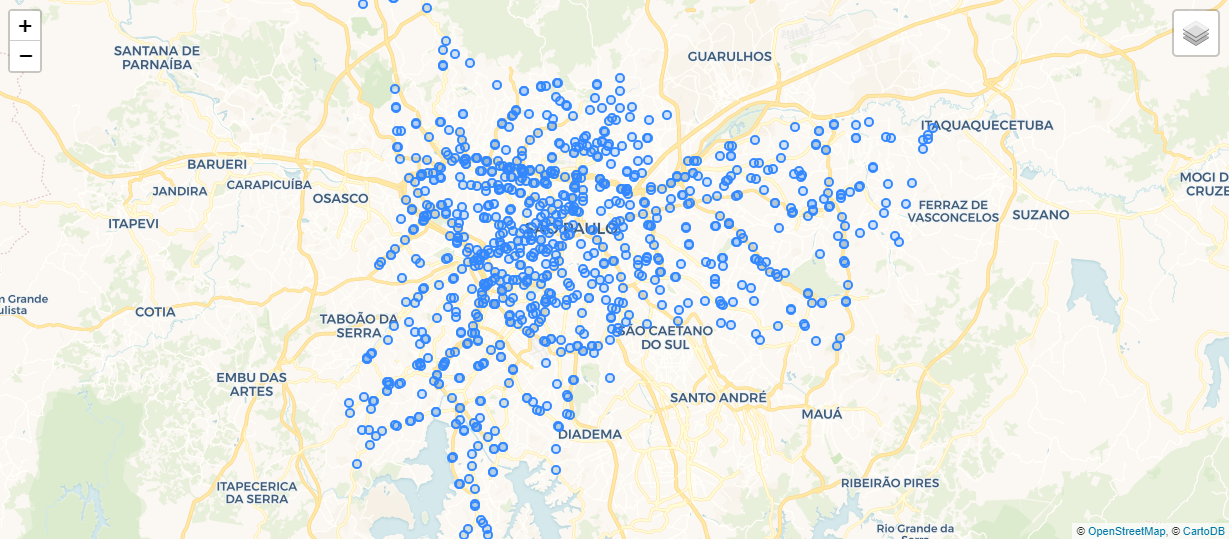 +
−
SANTANA DE
PARNAÍBA
GUARULHOS
ITAQUAQUECETUBA
BARUERI
JANDIRA
CARAPICUÍBA
OSASCO
MOGI D
CRUZE
ITAPEVI
FERRAZ DE
VASCONCELOS
SUZANO
SÃO PAULO
m Grande
ulista
COTIA
TABOÃO DA
SERRA
SÃO CAETANO
DO SUL
EMBU DAS
ARTES
SANTO ANDRÉ
MAUÁ
DIADEMA
ITAPECERICA
DA SERRA
RIBEIRÃO PIRES
Rio Grande da
Serra
© OpenStreetMap, © CartoDB